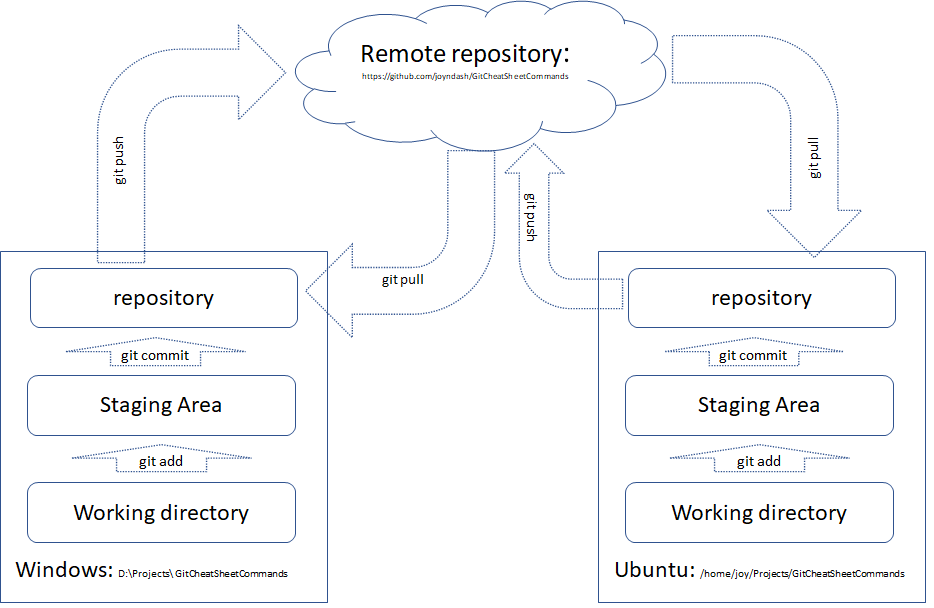 Remote repository:
https://github.com/joyndash/GitCheatSheetCommands
git push
git pull
git push
git pull
repository
git commit
Staging Area
git add
Working directory
Windows: D:\Projects\ GitCheatSheetCommands
repository
git commit
Staging Area
git add
Working directory
Ubuntu: /home/joy/Projects/GitCheatSheetCommands